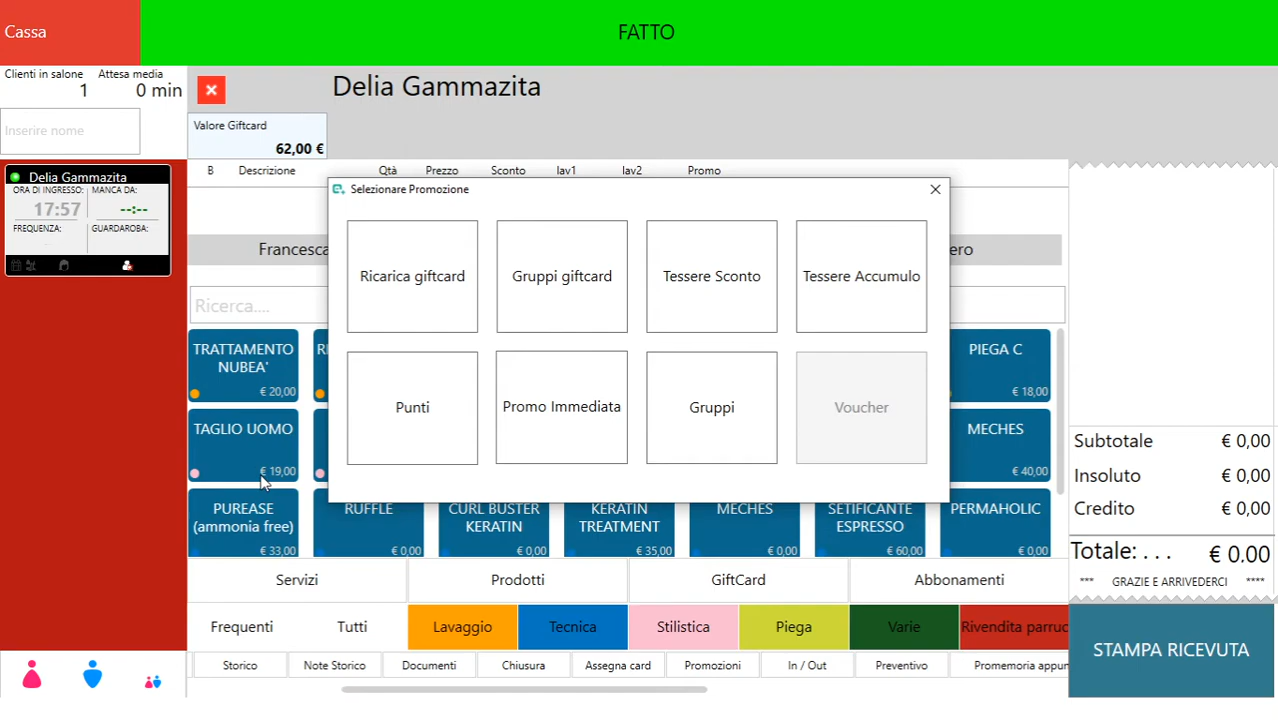 Cassa
FATTO
Clienti in salone
Attesa media
1
0 min
Inserire nome
Delia Gammazita
ORA DI INGRESSO:
MANCA DA:
17:57
--:--
FREQUENZA:
GUARDAROBA:
Delia Gammazita
Valore Giftcard
62,00 €
B Descrizione Qtà Prezzo Sconto lav1 lav2 Promo
Selezionare Promozione
Ricarica giftcard
Gruppi giftcard
Tessere Sconto
Tessere Accumulo
Punti
Promo Immediata
Gruppi
Voucher
Francesca
Ricerca....
TRATTAMENTO
NUBEA'
€ 20,00
PIEGA C
€ 18,00
TAGLIO UOMO
€ 19,00
MECHES
€ 40,00
PUREASE
(ammonia free)
€ 33,00
RUFFLE
€ 0,00
CURL BUSTER
KERATIN
€ 0,00
KERATIN
TREATMENT
€ 35,00
MECHES
€ 0,00
SETIFICANTE
ESPRESSO
€ 60,00
PERMAHOLIC
€ 0,00
Servizi
Prodotti
GiftCard
Abbonamenti
Frequenti
Tutti
Lavaggio
Tecnica
Stilistica
Piega
Varie
Rivendita parruc
Storico
Note Storico
Documenti
Chiusura
Assegna card
Promozioni
In / Out
Preventivo
Promemoria appun
Subtotale € 0,00
Insoluto € 0,00
Credito € 0,00
Totale: . . . € 0,00
*** GRAZIE E ARRIVEDERCI ****
STAMPA RICEVUTA